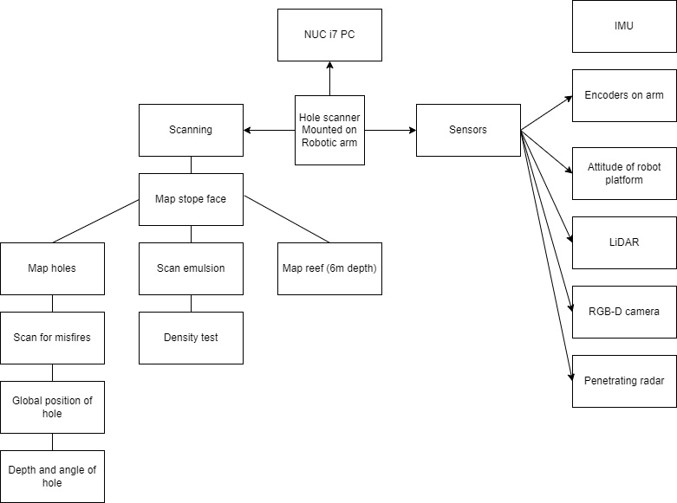 NUC i7 PC
IMU
Encoders on arm
Hole scanner
Mounted on
Robotic arm
Scanning
Sensors
Attitude of robot
platform
Map stope face
LiDAR
Map holes
Scan emulsion
Map reef (6m depth)
RGB-D camera
Scan for misfires
Density test
Penetrating radar
Global position of
hole
Depth and angle of
hole